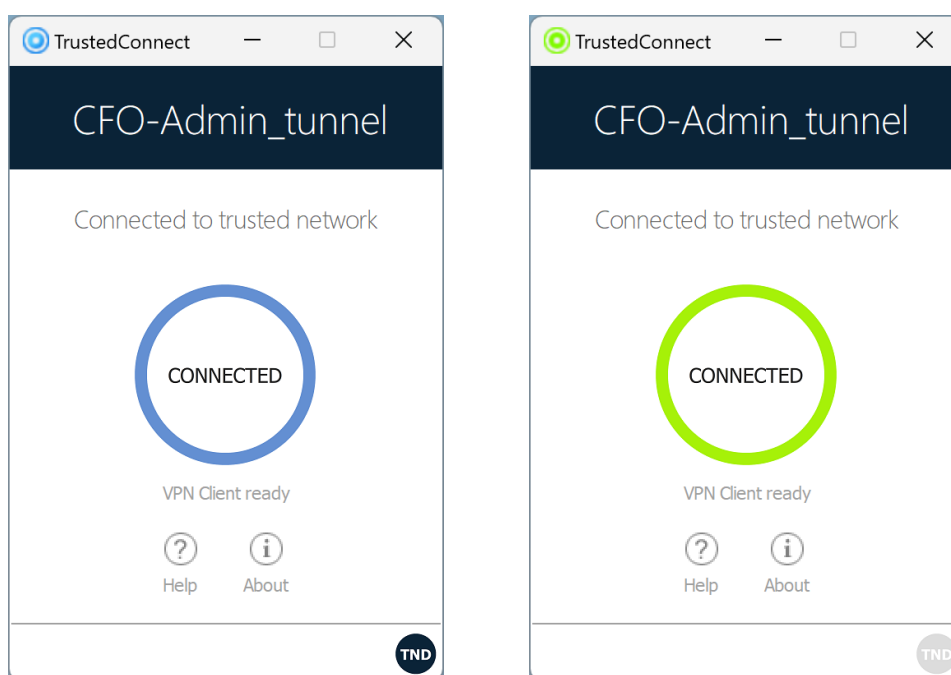 TrustedConnect
CFO-Admin_tunnel
Connected to trusted network
CONNECTED
VPN Client ready
? i
Help About
TND
TrustedConnect
CFO-Admin_tunnel
Connected to trusted network
CONNECTED
VPN Client ready
? i
Help About
TND